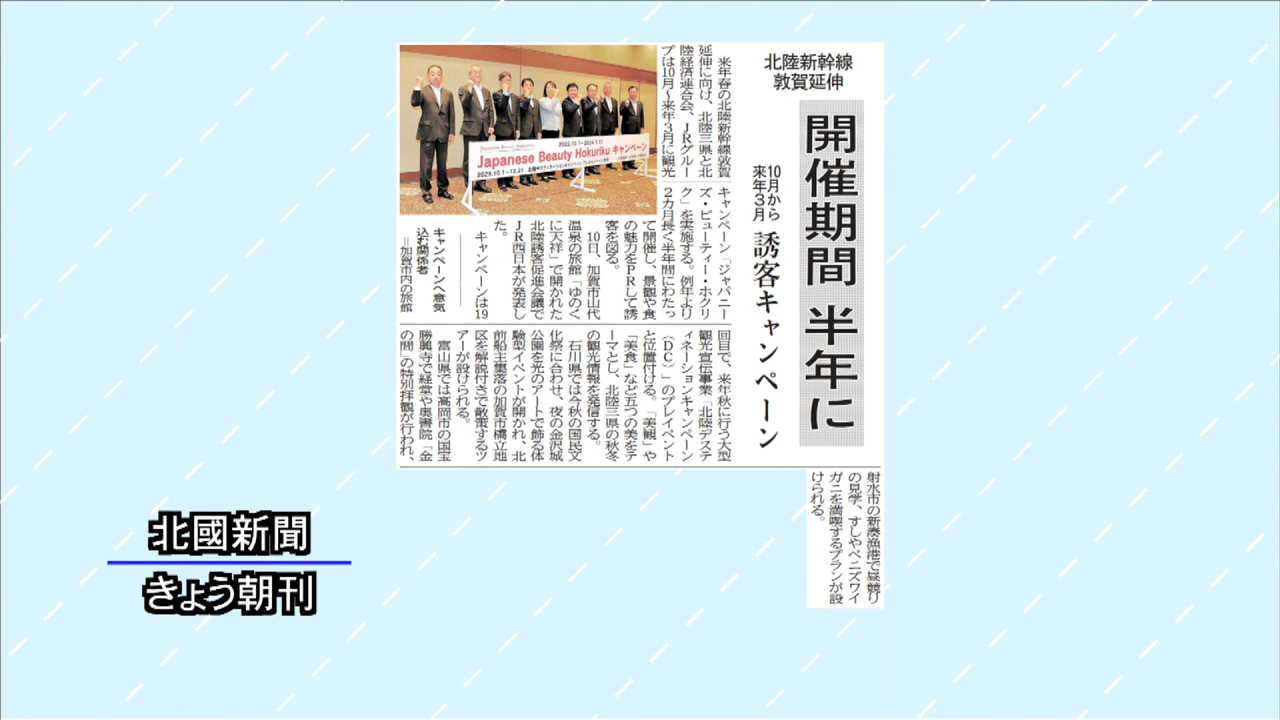 北陸新幹線
敦賀延伸
開催期間 半年に
10月から
来年3月
誘客キャンペーン
来年春の北陸新幹線敦賀
延伸に向け、北陸三県と北
陸経済連合会、JRグルー
プは10月～来年3月に観光
キャンペーン「ジャパニー
ズ・ビューティー・ホクリ
ク」を実施する。例年より
2カ月長く半年間にわたっ
て開催し、景観や食
の魅力をPRして誘
客を図る。
10日、加賀市山代
温泉の旅館「ゆのく
に天祥」で開かれた
北陸誘客促進会議で
JR西日本が発表し
た。
キャンペーンは19
回目で、来年秋に行う大型
観光宣伝事業「北陸デステ
ィネーションキャンペーン
（DC）」のプレイベント
と位置付ける。「美観」や
「美食」など五つの美をテ
ーマとし、北陸三県の秋冬
の観光情報を発信する。
石川県では今秋の国民文
化祭に合わせ、夜の金沢城
公園を光のアートで飾る体
験型イベントが開かれ、北
前船主集落の加賀市橋立地
区を解説付きで散策するツ
アーが設けられる。
富山県では高岡市の国宝
勝興寺で経堂や奥書院「金
の間」の特別拝観が行われ、
射水市の新湊漁港で昼競り
の見学、すしやベニズワイ
ガニを満喫するプランが設
けられる。
Japanese Beauty Hokuriku
Japanese Beauty Hokuriku キャンペーン
2023.10.1～12.31
キャンペーンへ意気
込む関係者
＝加賀市内の旅館
北國新聞
きょう朝刊